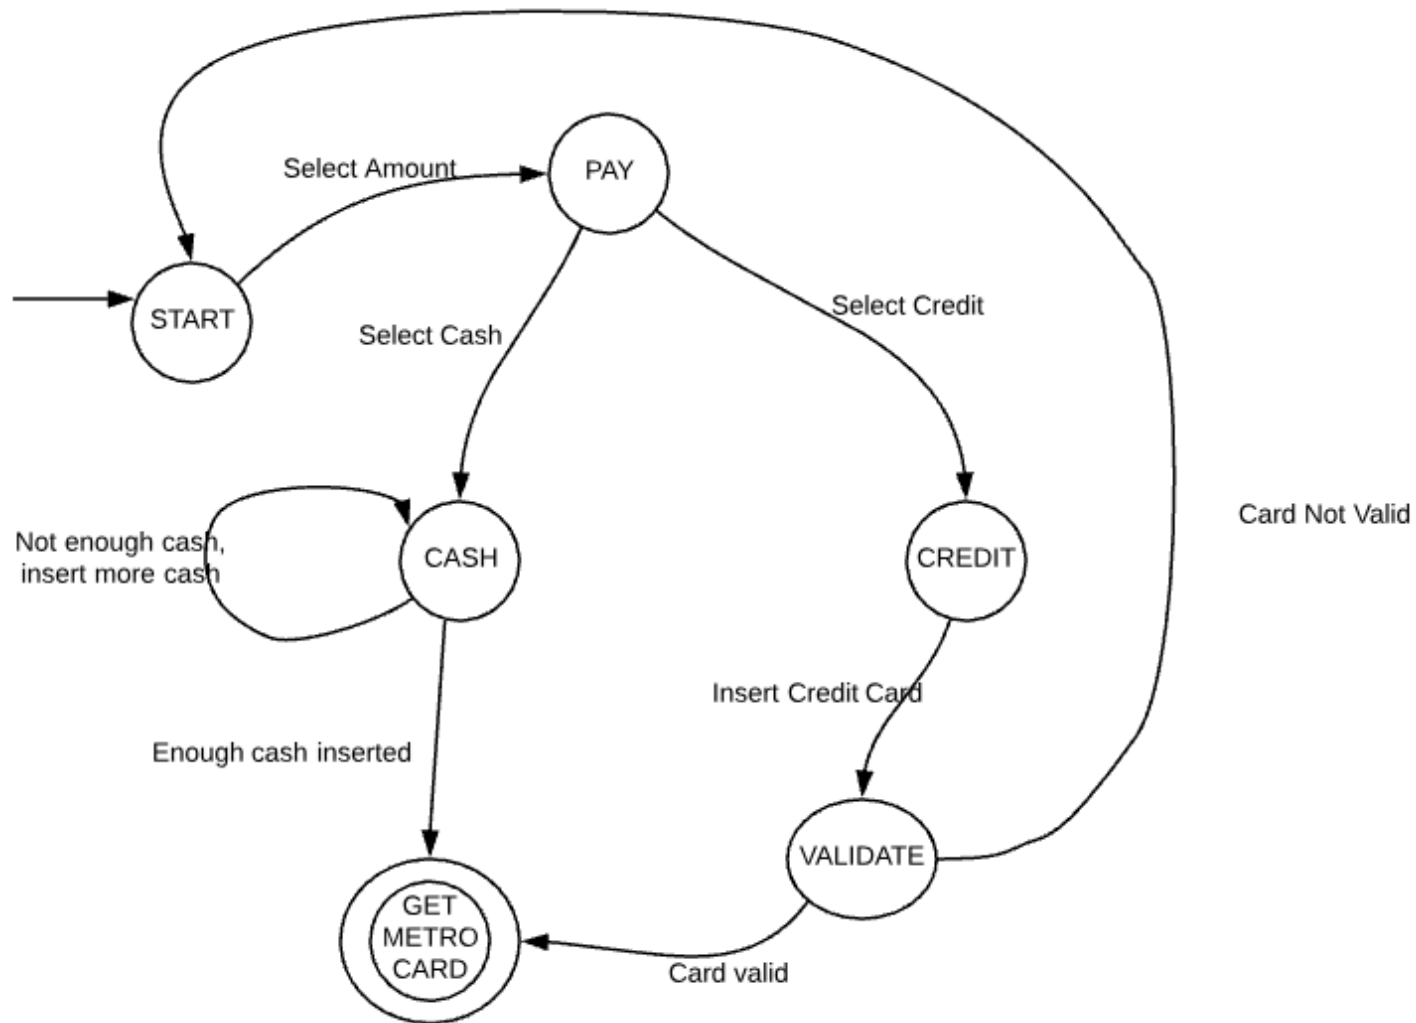 Select Amount
PAY
START
Select Credit
Select Cash
Card Not Valid
Not enough cash,
insert more cash
CASH
CREDIT
Insert Credit Card
Enough cash inserted
VALIDATE
GET
METRO
CARD
Card valid